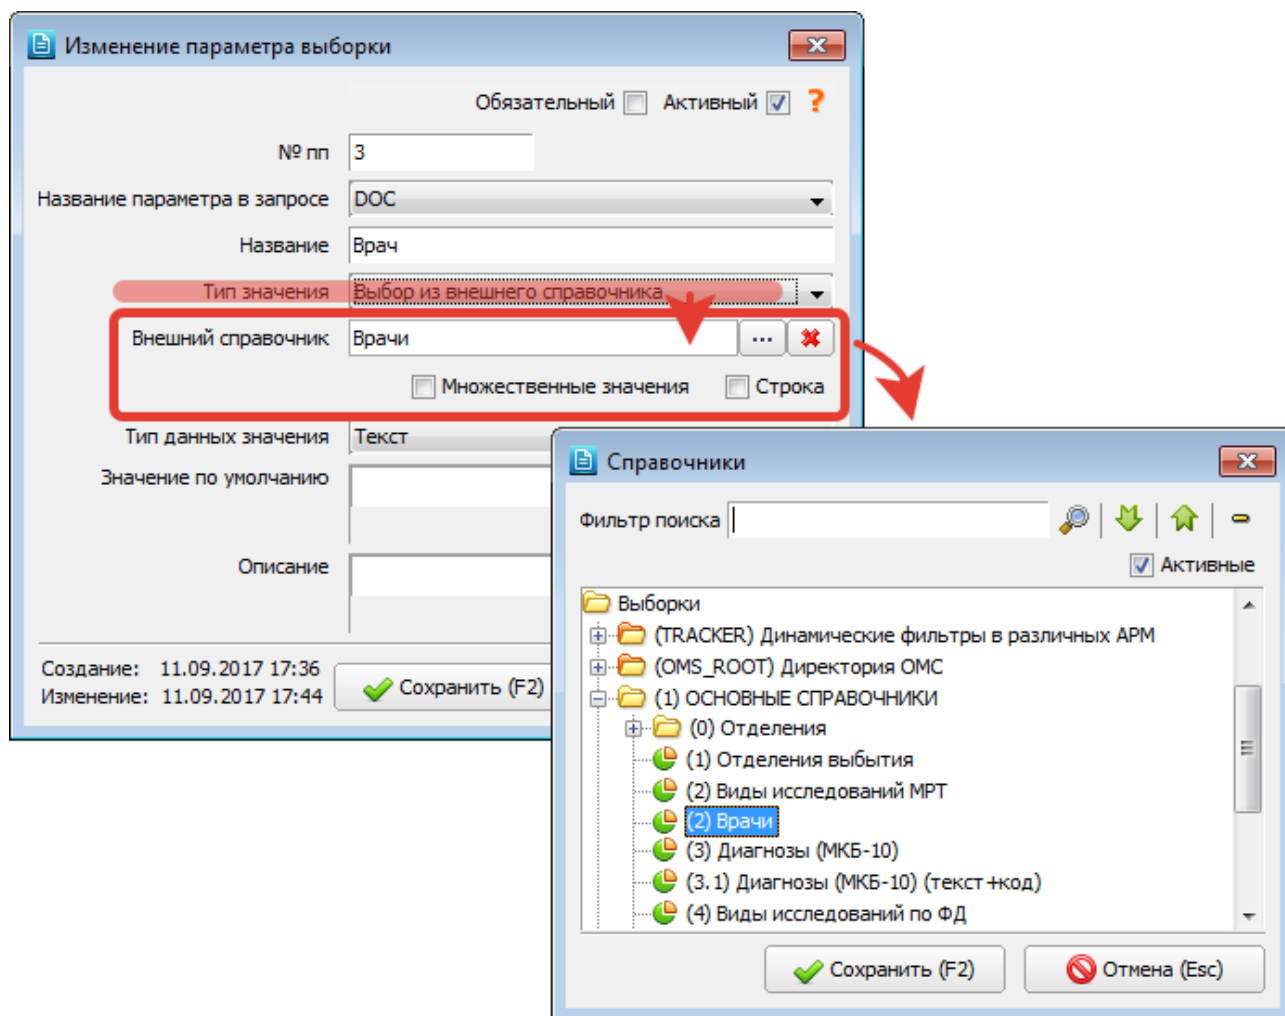 Изменение параметра выборки
Обязательный Активный ?
№ пп 3
Название параметра в запросе DOC
Название Врач
Тип значения Выбор из внешнего справочника
Внешний справочник Врачи ...
Множественные значения Строка
Тип данных значения Текст
Значение по умолчанию
Описание
Создание: 11.09.2017 17:36
Изменение: 11.09.2017 17:44
Сохранить (F2)
Справочники
Фильтр поиска
Активные
Выборки
(TRACKER) Динамические фильтры в различных АРМ
(OMS_ROOT) Директория ОМС
(1) ОСНОВНЫЕ СПРАВОЧНИКИ
(0) Отделения
(1) Отделения выбытия
(2) Виды исследований МРТ
(2) Врачи
(3) Диагнозы (МКБ-10)
(3.1) Диагнозы (МКБ-10) (текст+код)
(4) Виды исследований по ФД
Сохранить (F2) Отмена (Esc)